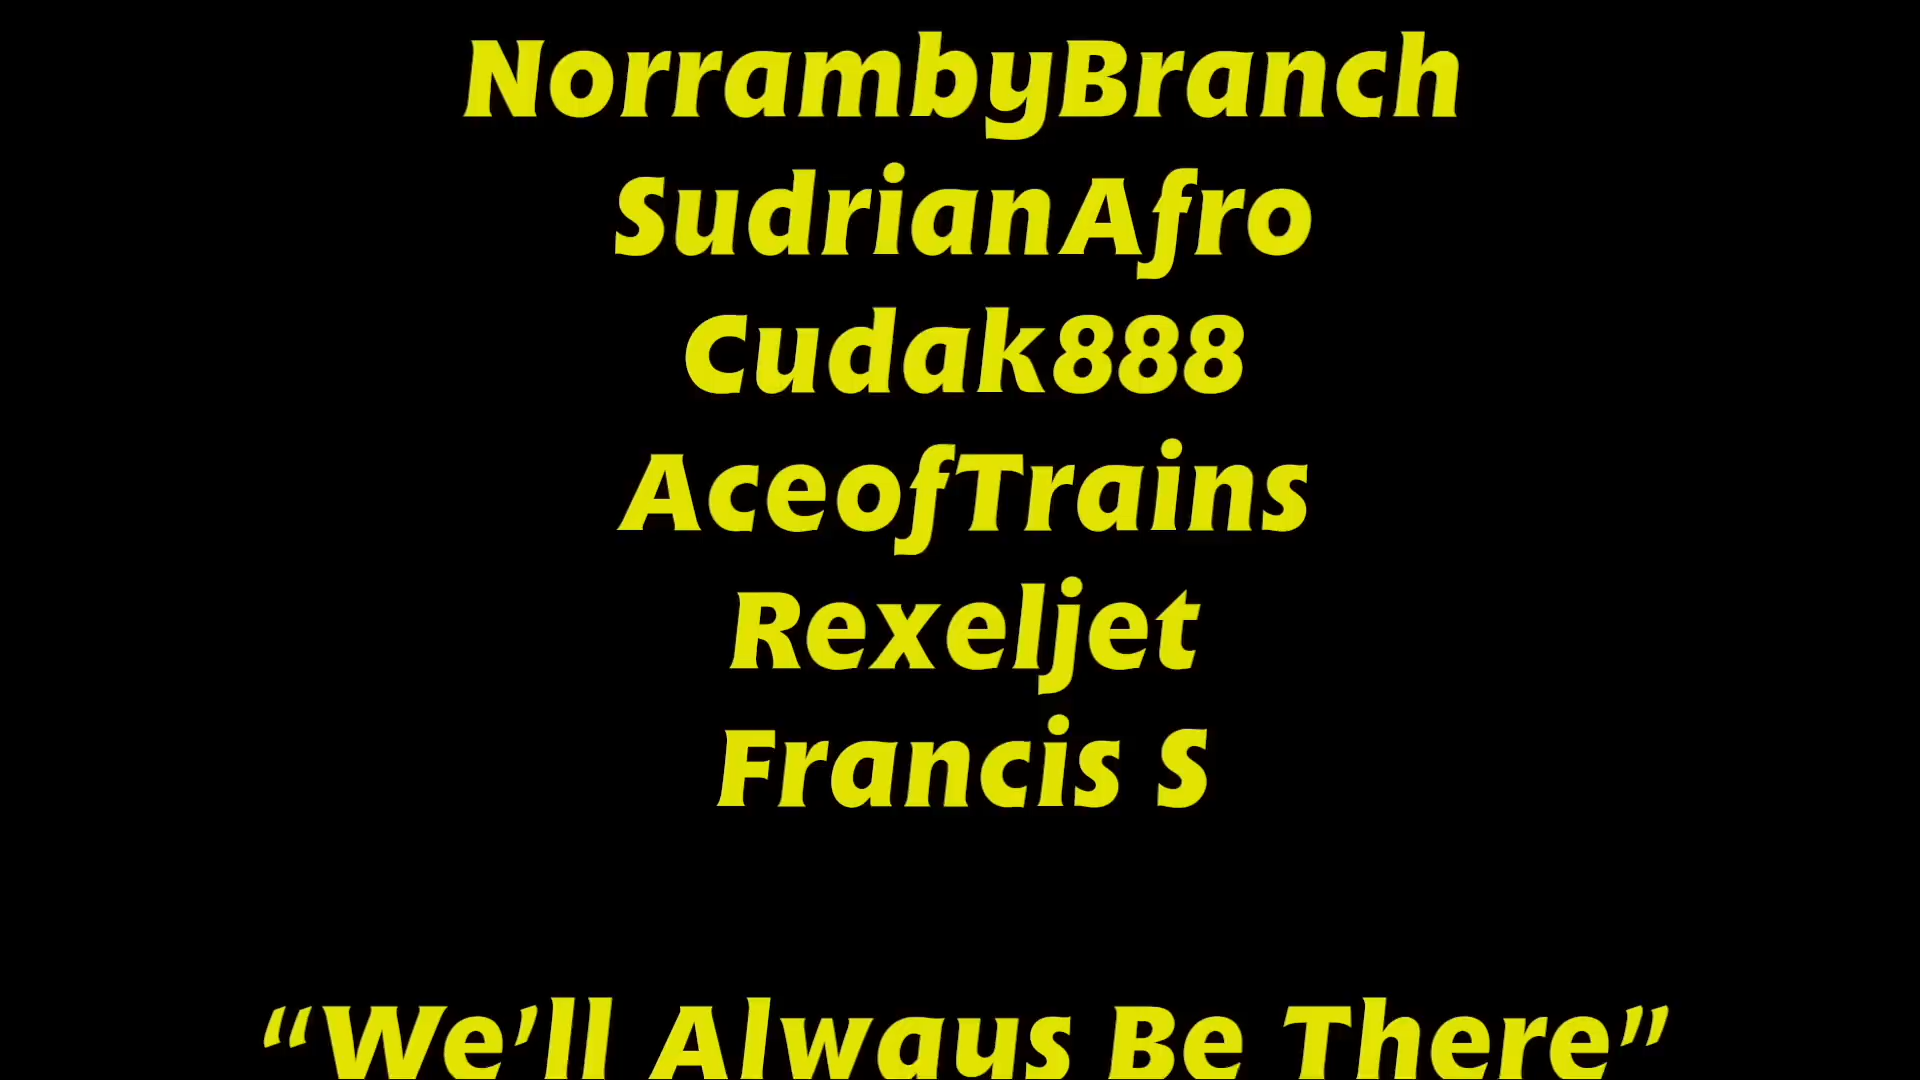 NorrambyBranch
SudrianAfro
Cudak888
AceofTrains
Rexeljet
Francis S
“We’ll Always Be There”